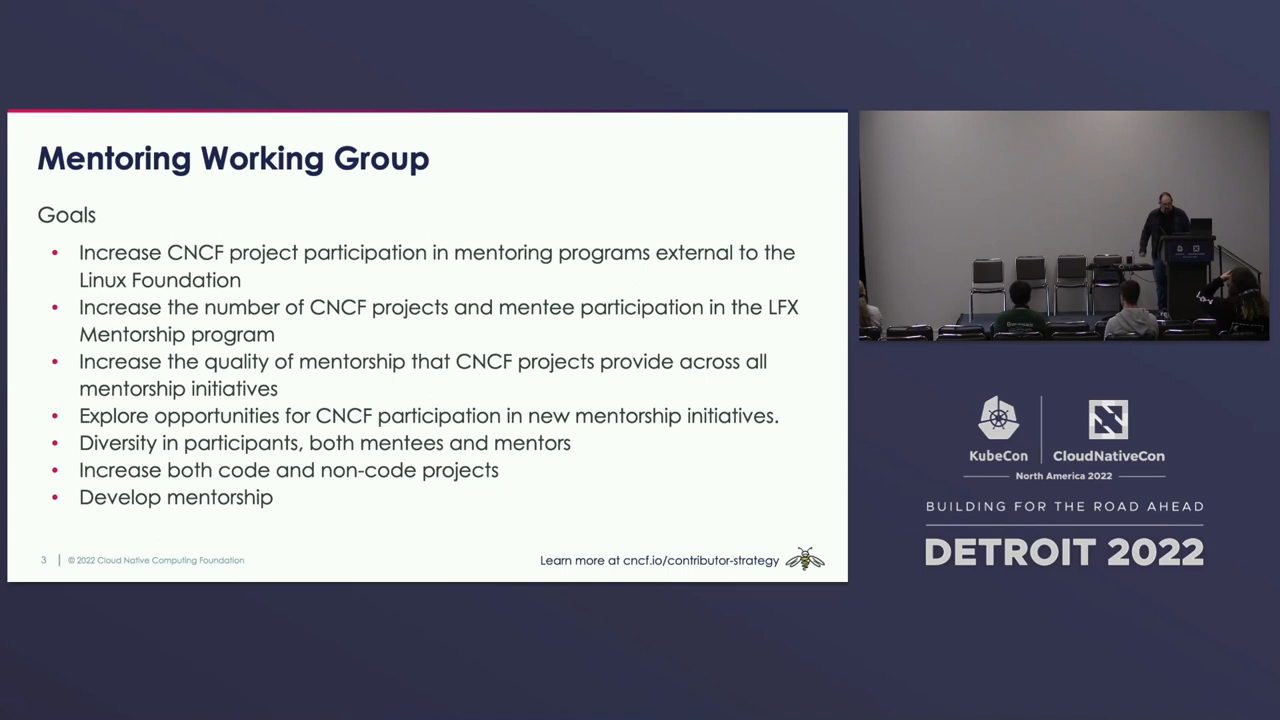 Mentoring Working Group
Goals
• Increase CNCF project participation in mentoring programs external to the
Linux Foundation
• Increase the number of CNCF projects and mentee participation in the LFX
Mentorship program
• Increase the quality of mentorship that CNCF projects provide across all
mentorship initiatives
• Explore opportunities for CNCF participation in new mentorship initiatives.
• Diversity in participants, both mentees and mentors
• Increase both code and non-code projects
• Develop mentorship
3 | © 2022 Cloud Native Computing Foundation
Learn more at cncf.io/contributor-strategy
KubeCon
CloudNativeCon
North America 2022
BUILDING FOR THE ROAD AHEAD
DETROIT 2022